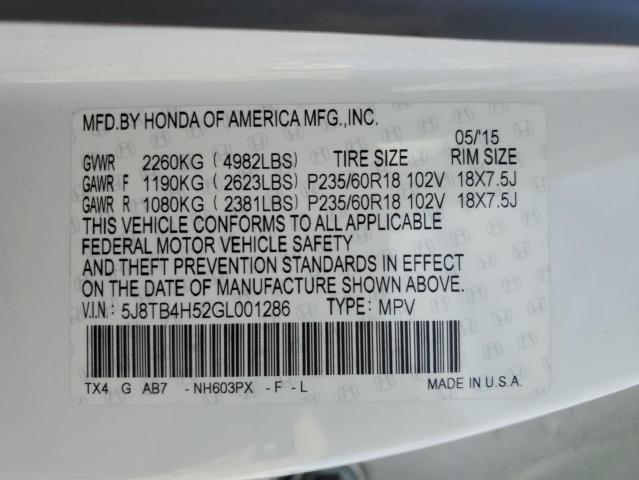 MFD.BY HONDA OF AMERICA MFG.,INC.
05/'15
GVWR 2260KG ( 4982LBS) TIRE SIZE RIM SIZE
GAWR F 1190KG ( 2623LBS) P235/60R18 102V 18X7.5J
GAWR R 1080KG ( 2381LBS) P235/60R18 102V 18X7.5J
THIS VEHICLE CONFORMS TO ALL APPLICABLE
FEDERAL MOTOR VEHICLE SAFETY
AND THEFT PREVENTION STANDARDS IN EFFECT
ON THE DATE OF MANUFACTURE SHOWN ABOVE.
V.I.N.: 5J8TB4H52GL001286 TYPE: MPV
TX4 G AB7 -NH603PX -F -L MADE IN U.S.A.